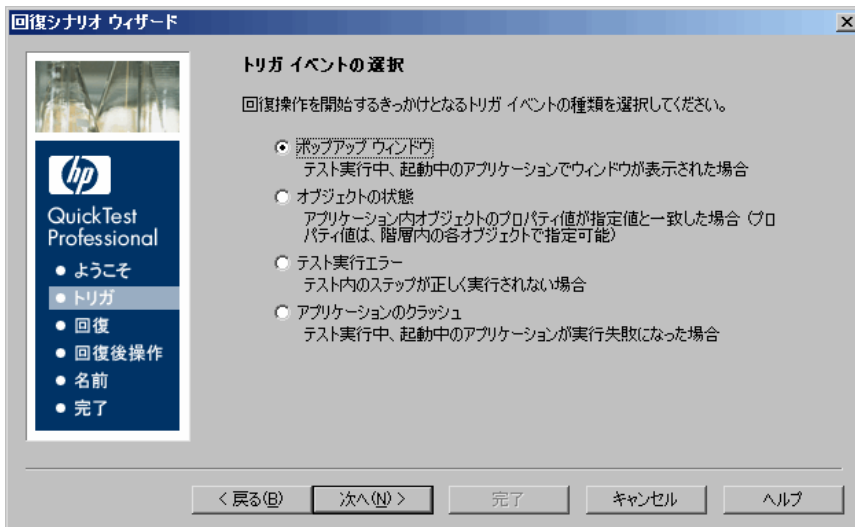 回復シナリオ ウィザード
トリガ イベントの選択
回復操作を開始するきっかけとなるトリガ イベントの種類を選択してください。
ポップアップ ウィンドウ
テスト実行中、起動中のアプリケーションでウィンドウが表示された場合
オブジェクトの状態
アプリケーション内オブジェクトのプロパティ値が指定値と一致した場合 (プロ
パティ値は、階層内の各オブジェクトで指定可能)
テスト実行エラー
テスト内のステップが正しく実行されない場合
アプリケーションのクラッシュ
テスト実行中、起動中のアプリケーションが実行失敗になった場合
hp
QuickTest
Professional
ようこそ
トリガ
回復
回復後操作
名前
完了
< 戻る(B)
次へ(N) >
完了
キャンセル
ヘルプ